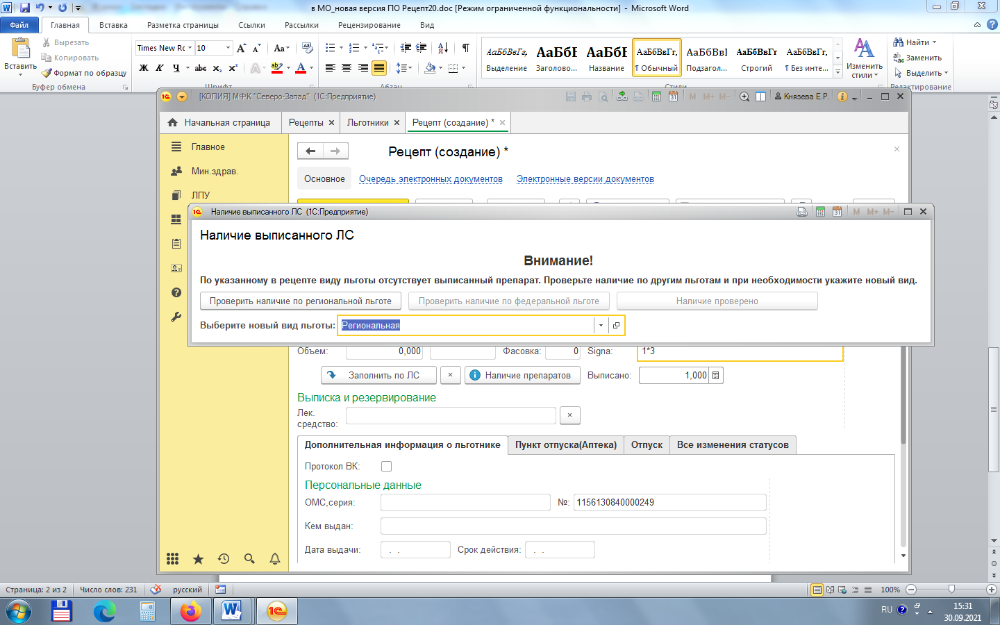 в МО_новая версия ПО Рецепт20.doc [Режим ограниченной функциональности] - Microsoft Word
Файл Главная Вставка Разметка страницы Ссылки Рассылки Рецензирование Вид
Вставить
Вырезать
Копировать
Формат по образцу
Буфер обмена
Times New Rc 10
Ж К Ч abc x₂ x²
Шрифт
Абзац
АаБбВвГг, АаБбВ АаБбВ АаБбВвГг, АаБбВвІ АаБбВвГг АаБбВвГг,
Выделение Заголово... Название ¶ Обычный Подзагол... Строгий ¶ Без инте...
Изменить стили
Стили
Найти
Заменить
Выделить
Редактирование
[КОПИЯ] МФК "Северо-Запад" (1С:Предприятие)
M M+ M- Князева Е.Р.
Начальная страница Рецепты Льготники Рецепт (создание) *
Главное
Мин.здрав.
ЛПУ
Рецепт (создание) *
Основное Очередь электронных документов Электронные версии документов
Наличие выписанного ЛС (1С:Предприятие)
M M+ M-
Наличие выписанного ЛС
Внимание!
По указанному в рецепте виду льготы отсутствует выписанный препарат. Проверьте наличие по другим льготам и при необходимости укажите новый вид.
Проверить наличие по региональной льготе Проверить наличие по федеральной льготе Наличие проверено
Выберите новый вид льготы: Региональная
Объем: 0,000 Фасовка: 0 Signa: 1*3
Заполнить по ЛС × Наличие препаратов Выписано: 1,000
Выписка и резервирование
Лек.
средство: ×
Дополнительная информация о льготнике Пункт отпуска(Аптека) Отпуск Все изменения статусов
Протокол ВК:
Персональные данные
ОМС,серия: №: 1156130840000249
Кем выдан:
Дата выдачи: . . Срок действия: . .
Страница: 2 из 2 Число слов: 231 русский 100%
RU 15:31
30.09.2021